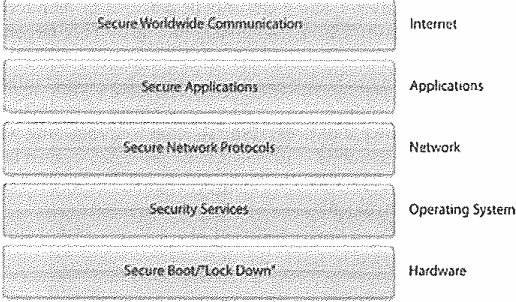 Secure Worldwide Communication Internet
Secure Applications Applications
Secure Network Protocols Network
Security Services Operating System
Secure Boot/"Lock Down" Hardware